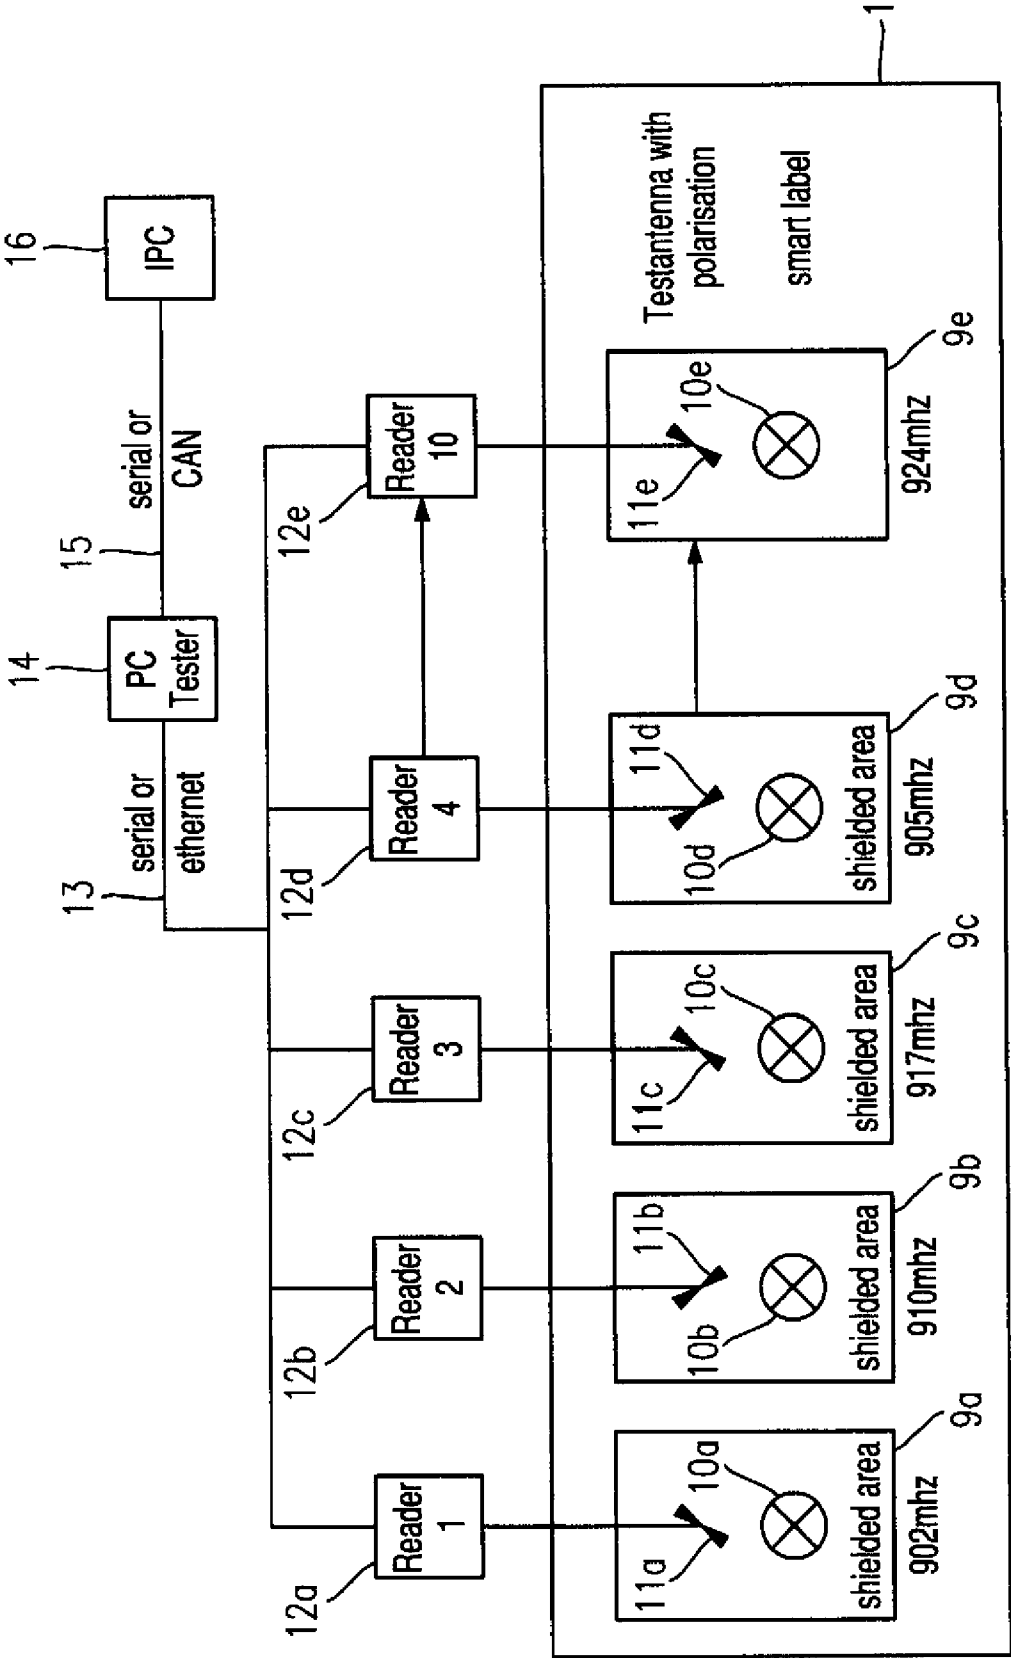 16
IPC
serial or
CAN
15
14
PC
Tester
serial or
ethernet
13
12a
Reader
1
12b
Reader
2
12c
Reader
3
12d
Reader
4
12e
Reader
10
1
11a
10a
shielded area
902mhz
9a
11b
10b
shielded area
910mhz
9b
11c
10c
shielded area
917mhz
9c
11d
10d
shielded area
905mhz
9d
11e
10e
924mhz
9e
Testantenna with
polarisation
smart label